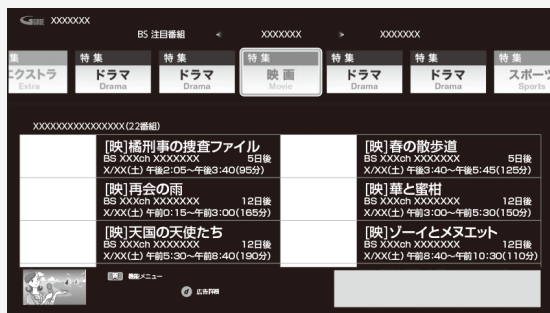 GGUIDE XXXXXXX
BS 注目番組 < XXXXXXX > XXXXXXX
集 特集 特集 特集 特集 特集 特集
エクストラ ドラマ ドラマ 映画 ドラマ ドラマ スポーツ
Extra Drama Drama Movie Drama Drama Sports
XXXXXXXXXXXXXXX(22番組)
[映]橘刑事の捜査ファイル
BS XXXch XXXXXXX 5日後
X/XX(土) 午後2:05~午後3:40(95分)
[映]春の散歩道
BS XXXch XXXXXXX 5日後
X/XX(土) 午後3:40~午後5:45(125分)
[映]再会の雨
BS XXXch XXXXXXX 12日後
X/XX(土) 午前0:15~午前3:00(165分)
[映]華と蜜柑
BS XXXch XXXXXXX 12日後
X/XX(土) 午前3:00~午前5:30(150分)
[映]天国の天使たち
BS XXXch XXXXXXX 12日後
X/XX(土) 午前5:30~午前8:40(190分)
[映]ゾーイとメヌエット
BS XXXch XXXXXXX 12日後
X/XX(土) 午前8:40~午前10:30(110分)
機能メニュー
d 広告詳細